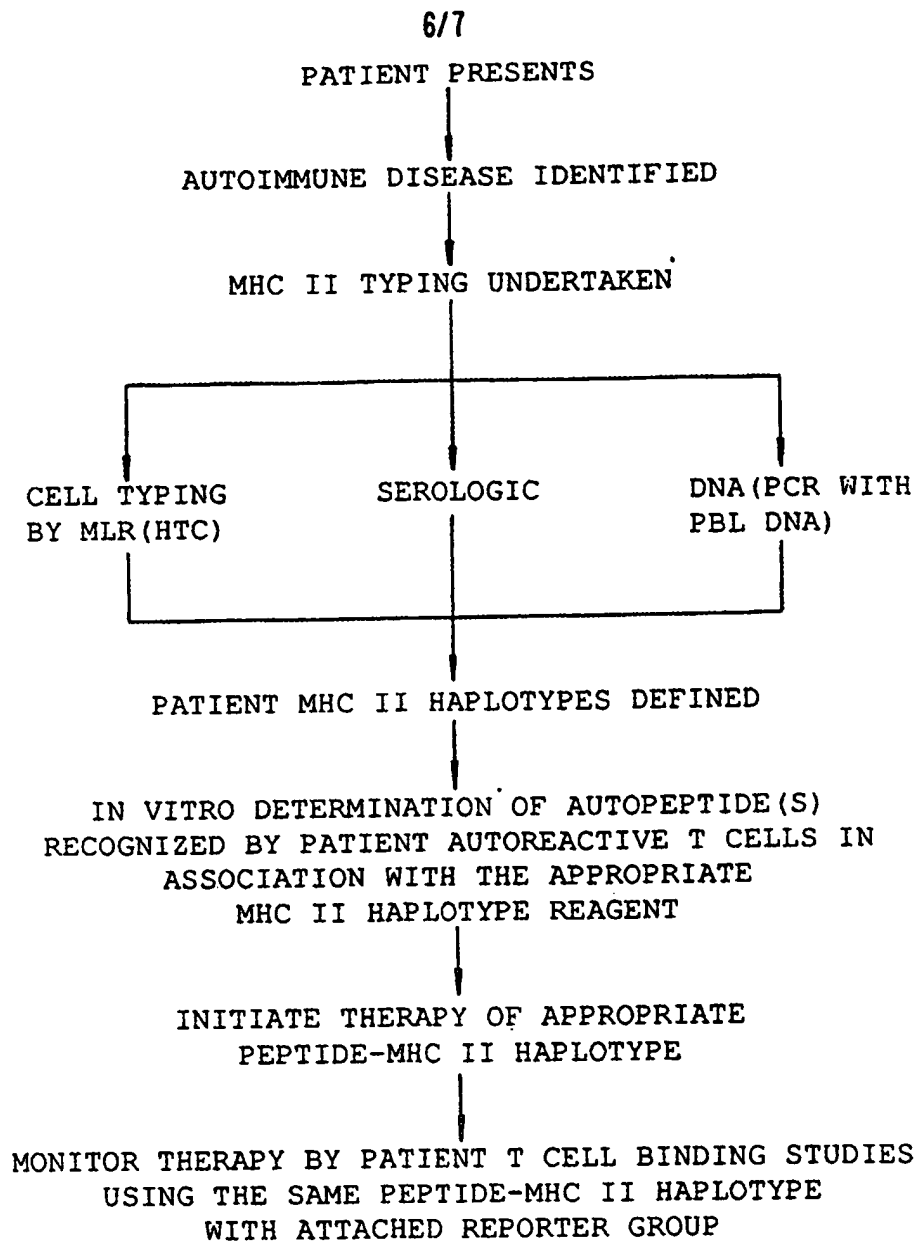 6/7
PATIENT PRESENTS
AUTOIMMUNE DISEASE IDENTIFIED
MHC II TYPING UNDERTAKEN
CELL TYPING
BY MLR(HTC)
SEROLOGIC
DNA(PCR WITH
PBL DNA)
PATIENT MHC II HAPLOTYPES DEFINED
IN VITRO DETERMINATION OF AUTOPEPTIDE(S)
RECOGNIZED BY PATIENT AUTOREACTIVE T CELLS IN
ASSOCIATION WITH THE APPROPRIATE
MHC II HAPLOTYPE REAGENT
INITIATE THERAPY OF APPROPRIATE
PEPTIDE-MHC II HAPLOTYPE
MONITOR THERAPY BY PATIENT T CELL BINDING STUDIES
USING THE SAME PEPTIDE-MHC II HAPLOTYPE
WITH ATTACHED REPORTER GROUP